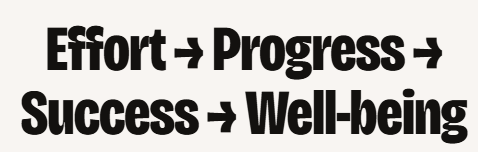 Effort → Progress →
Success → Well-being